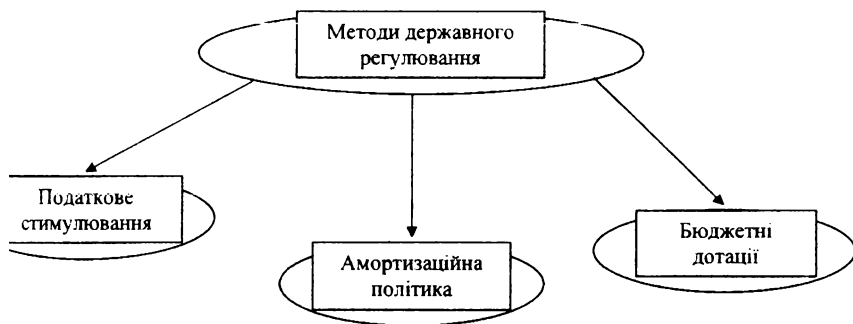 Методи державного
регулювання
Податкове
стимулювання
Амортизаційна
політика
Бюджетні
дотації